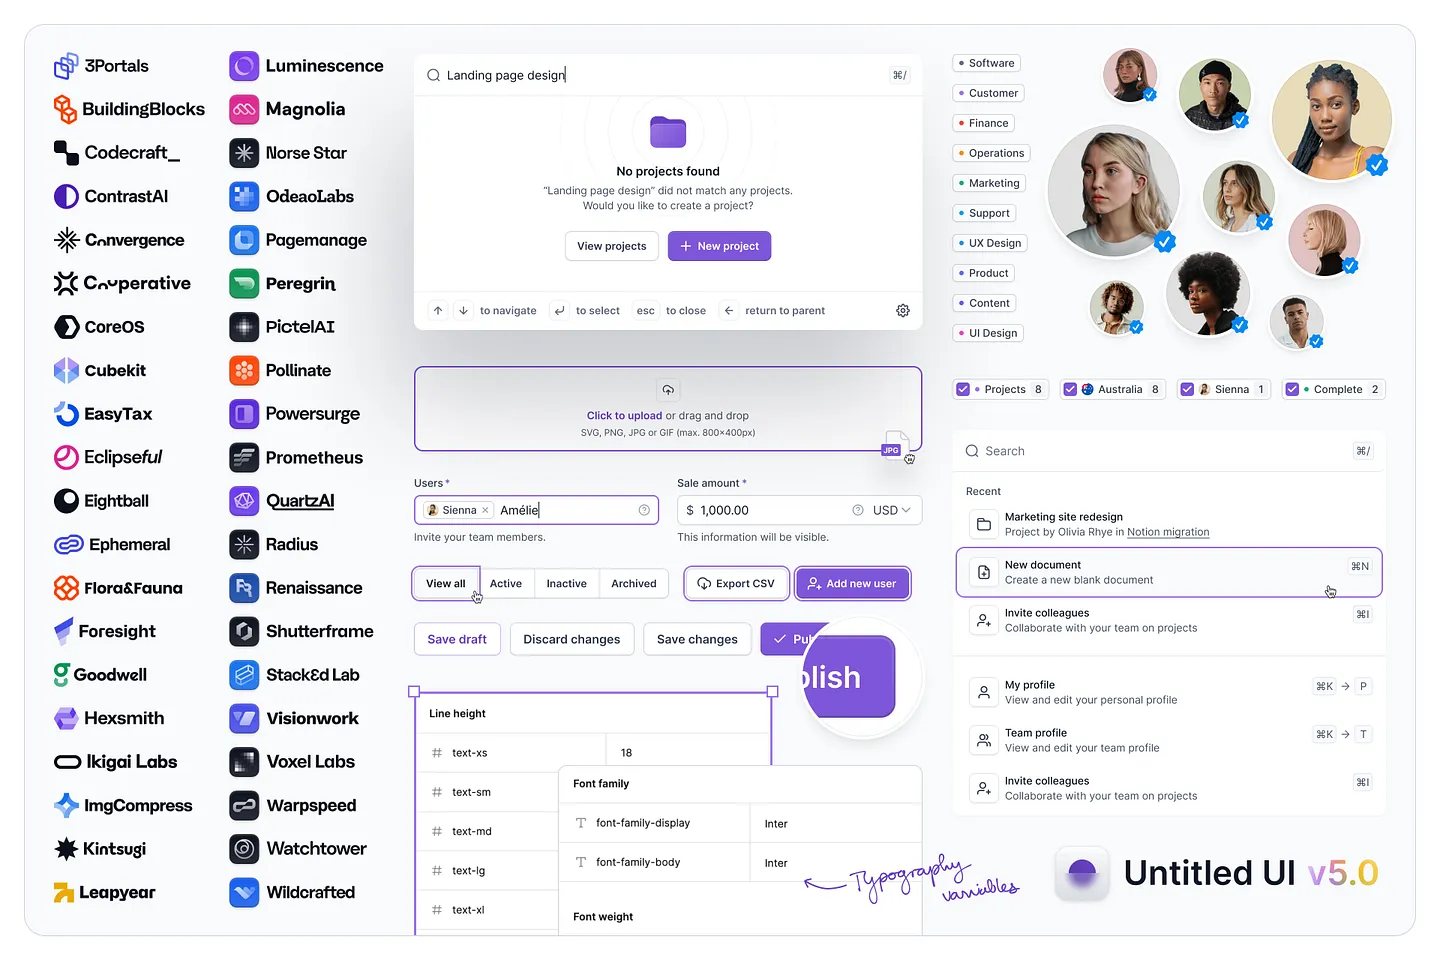 3Portals
BuildingBlocks
Codecraft_
ContrastAI
Convergence
Cooperative
CoreOS
Cubekit
EasyTax
Eclipseful
Eightball
Ephemeral
Flora&Fauna
Foresight
Goodwell
Hexsmith
Ikigai Labs
ImgCompress
Kintsugi
Leapyear
Luminescence
Magnolia
Norse Star
OdeaoLabs
Pagemanage
Peregrin
PictelAI
Pollinate
Powersurge
Prometheus
QuartzAI
Radius
Renaissance
Shutterframe
Stacked Lab
Visionwork
Voxel Labs
Warpspeed
Watchtower
Wildcrafted
Landing page design ⌘/
No projects found
“Landing page design” did not match any projects.
Would you like to create a project?
View projects + New project
↑ ↓ to navigate ↵ to select esc to close ← return to parent
Click to upload or drag and drop
SVG, PNG, JPG or GIF (max. 800×400px)
JPG
Users *
Sienna × Amélie
Invite your team members.
Sale amount *
$ 1,000.00 USD
This information will be visible.
View all Active Inactive Archived Export CSV Add new user
Save draft Discard changes Save changes Pu
blish
Line height
# text-xs 18
# text-sm
# text-md
# text-lg
# text-xl
Font family
T font-family-display Inter
T font-family-body Inter
Font weight
Typography
variables
Software
Customer
Finance
Operations
Marketing
Support
UX Design
Product
Content
UI Design
Projects 8 Australia 8 Sienna 1 Complete 2
Search ⌘/
Recent
Marketing site redesign
Project by Olivia Rhye in Notion migration
New document ⌘N
Create a new blank document
Invite colleagues ⌘I
Collaborate with your team on projects
My profile ⌘K → P
View and edit your personal profile
Team profile ⌘K → T
View and edit your team profile
Invite colleagues ⌘I
Collaborate with your team on projects
Untitled UI v5.0